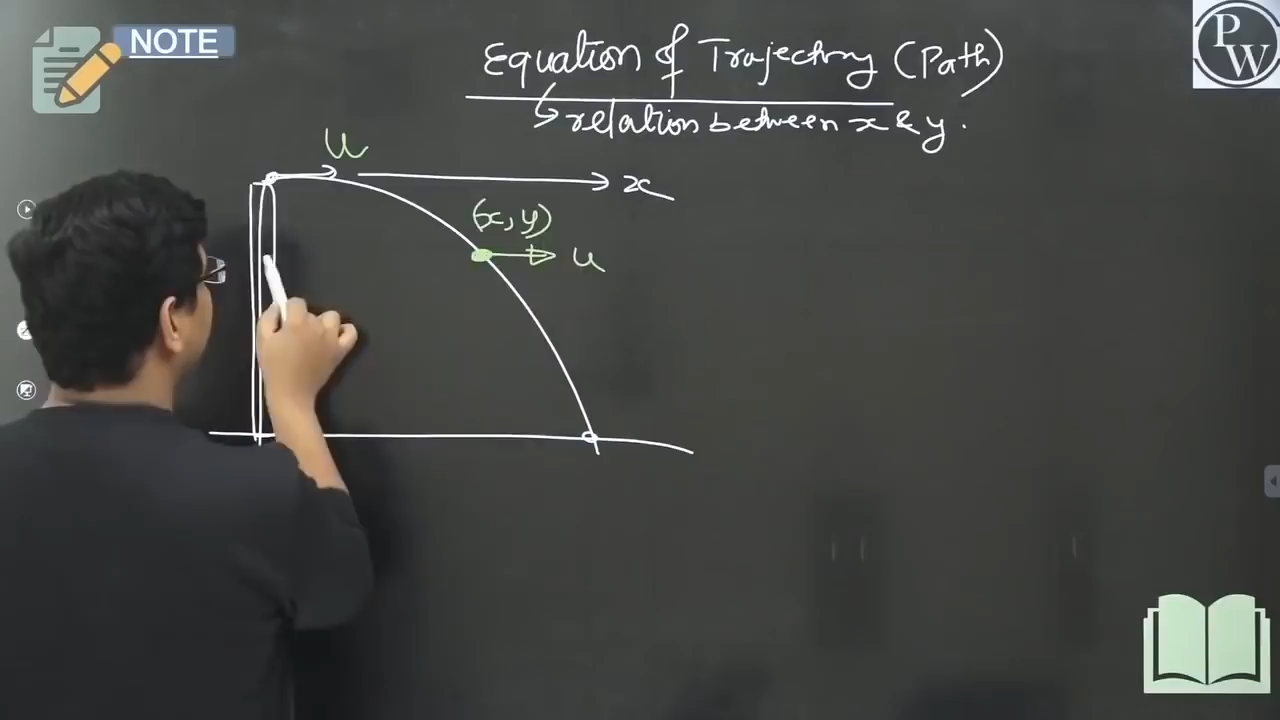 NOTE
Equation of Trajectory (Path)
relation between x & y.
PW
u
x
(x, y)
u